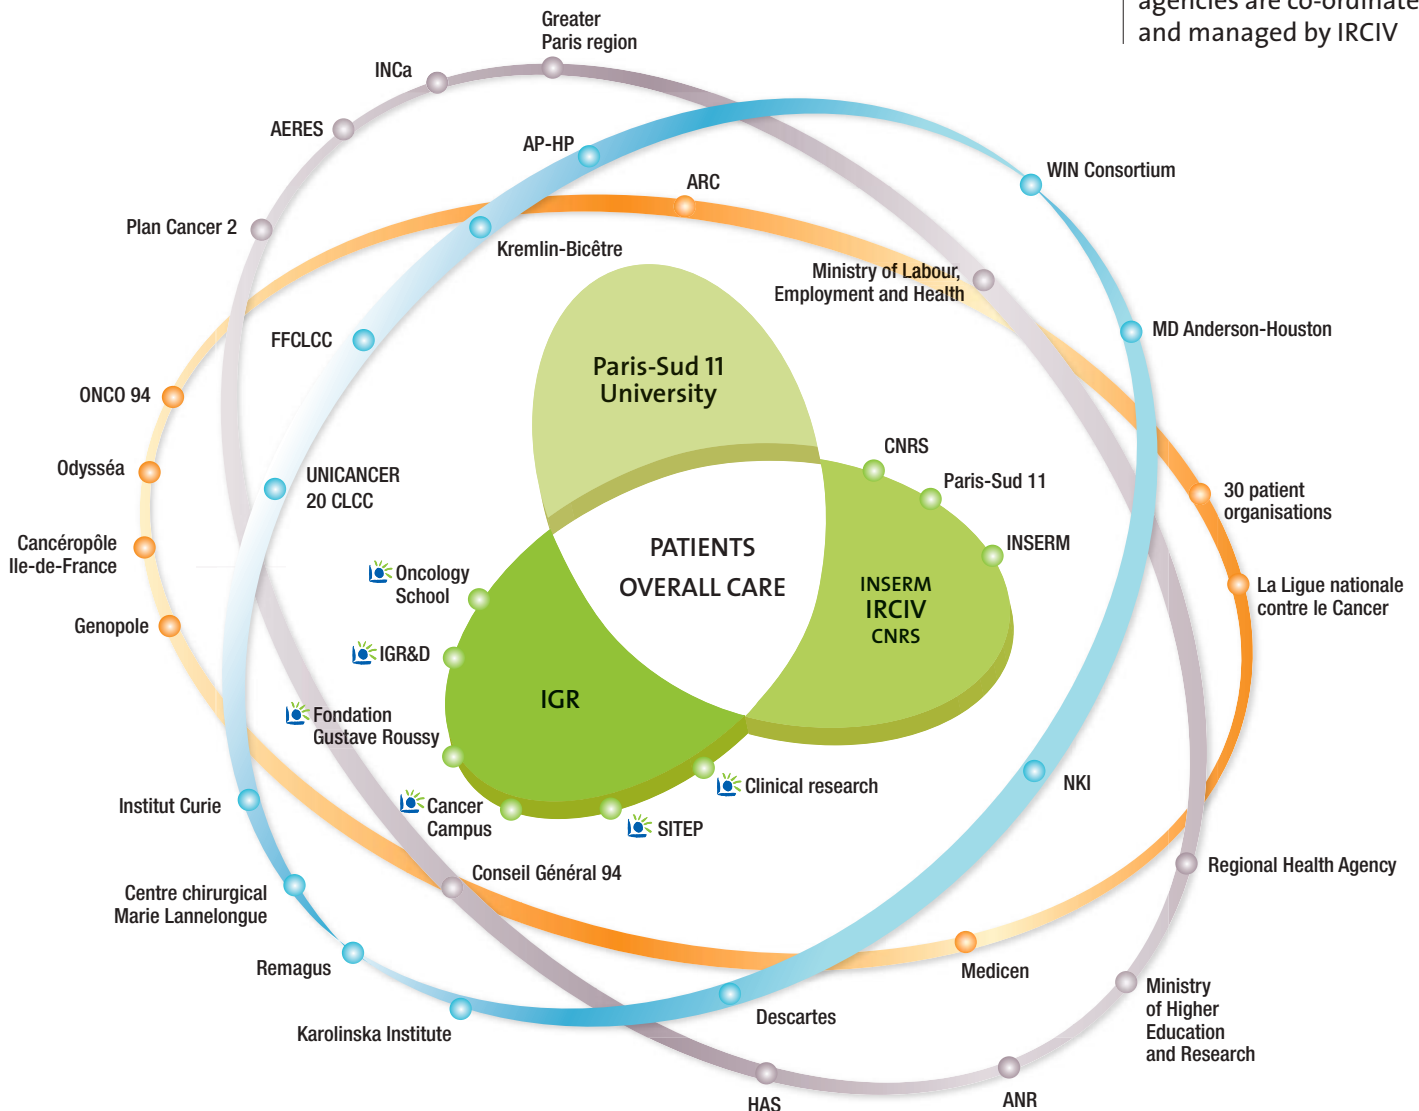 agencies are co-ordinate
and managed by IRCIV
Greater
Paris region
INCa
AERES
AP-HP
WIN Consortium
ARC
Plan Cancer 2
Kremlin-Bicêtre
Ministry of Labour,
Employment and Health
FFCLCC
MD Anderson-Houston
Paris-Sud 11
University
ONCO 94
CNRS
Odysséa
UNICANCER
20 CLCC
Paris-Sud 11
30 patient
organisations
Cancéropôle
Ile-de-France
PATIENTS
OVERALL CARE
INSERM
Oncology
School
INSERM
IRCIV
CNRS
La Ligue nationale
contre le Cancer
Genopole
IGR&D
IGR
Fondation
Gustave Roussy
Institut Curie
Cancer
Campus
Clinical research
NKI
SITEP
Conseil Général 94
Regional Health Agency
Centre chirurgical
Marie Lannelongue
Remagus
Medicen
Karolinska Institute
Descartes
Ministry
of Higher
Education
and Research
HAS
ANR